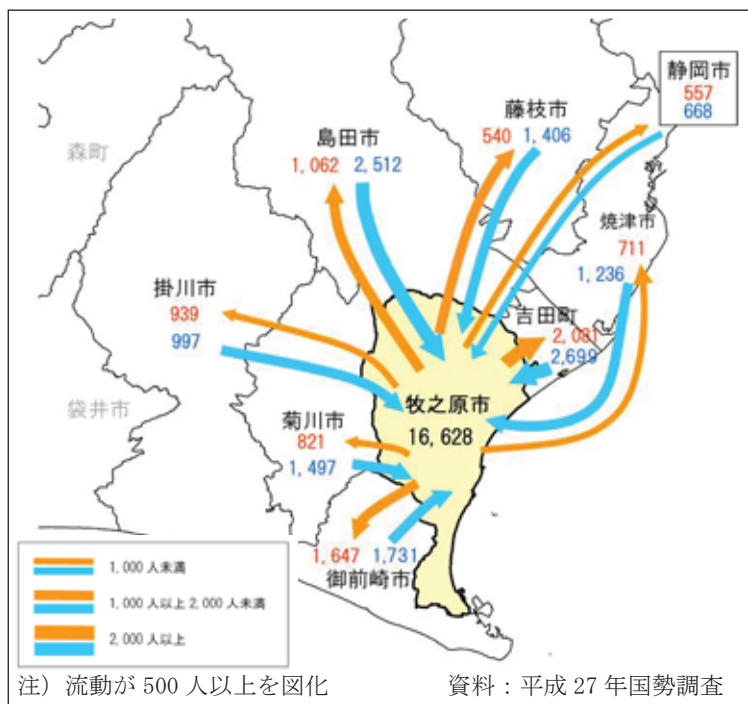 静岡市
557
668
藤枝市
540 1,406
島田市
1,062 2,512
森町
焼津市
711
1,236
掛川市
939
997
吉田町
2,081
2,699
袋井市
牧之原市
16,628
菊川市
821
1,497
1,647 1,731
御前崎市
1,000人未満
1,000人以上2,000人未満
2,000人以上
注）流動が500人以上を図化 資料：平成27年国勢調査